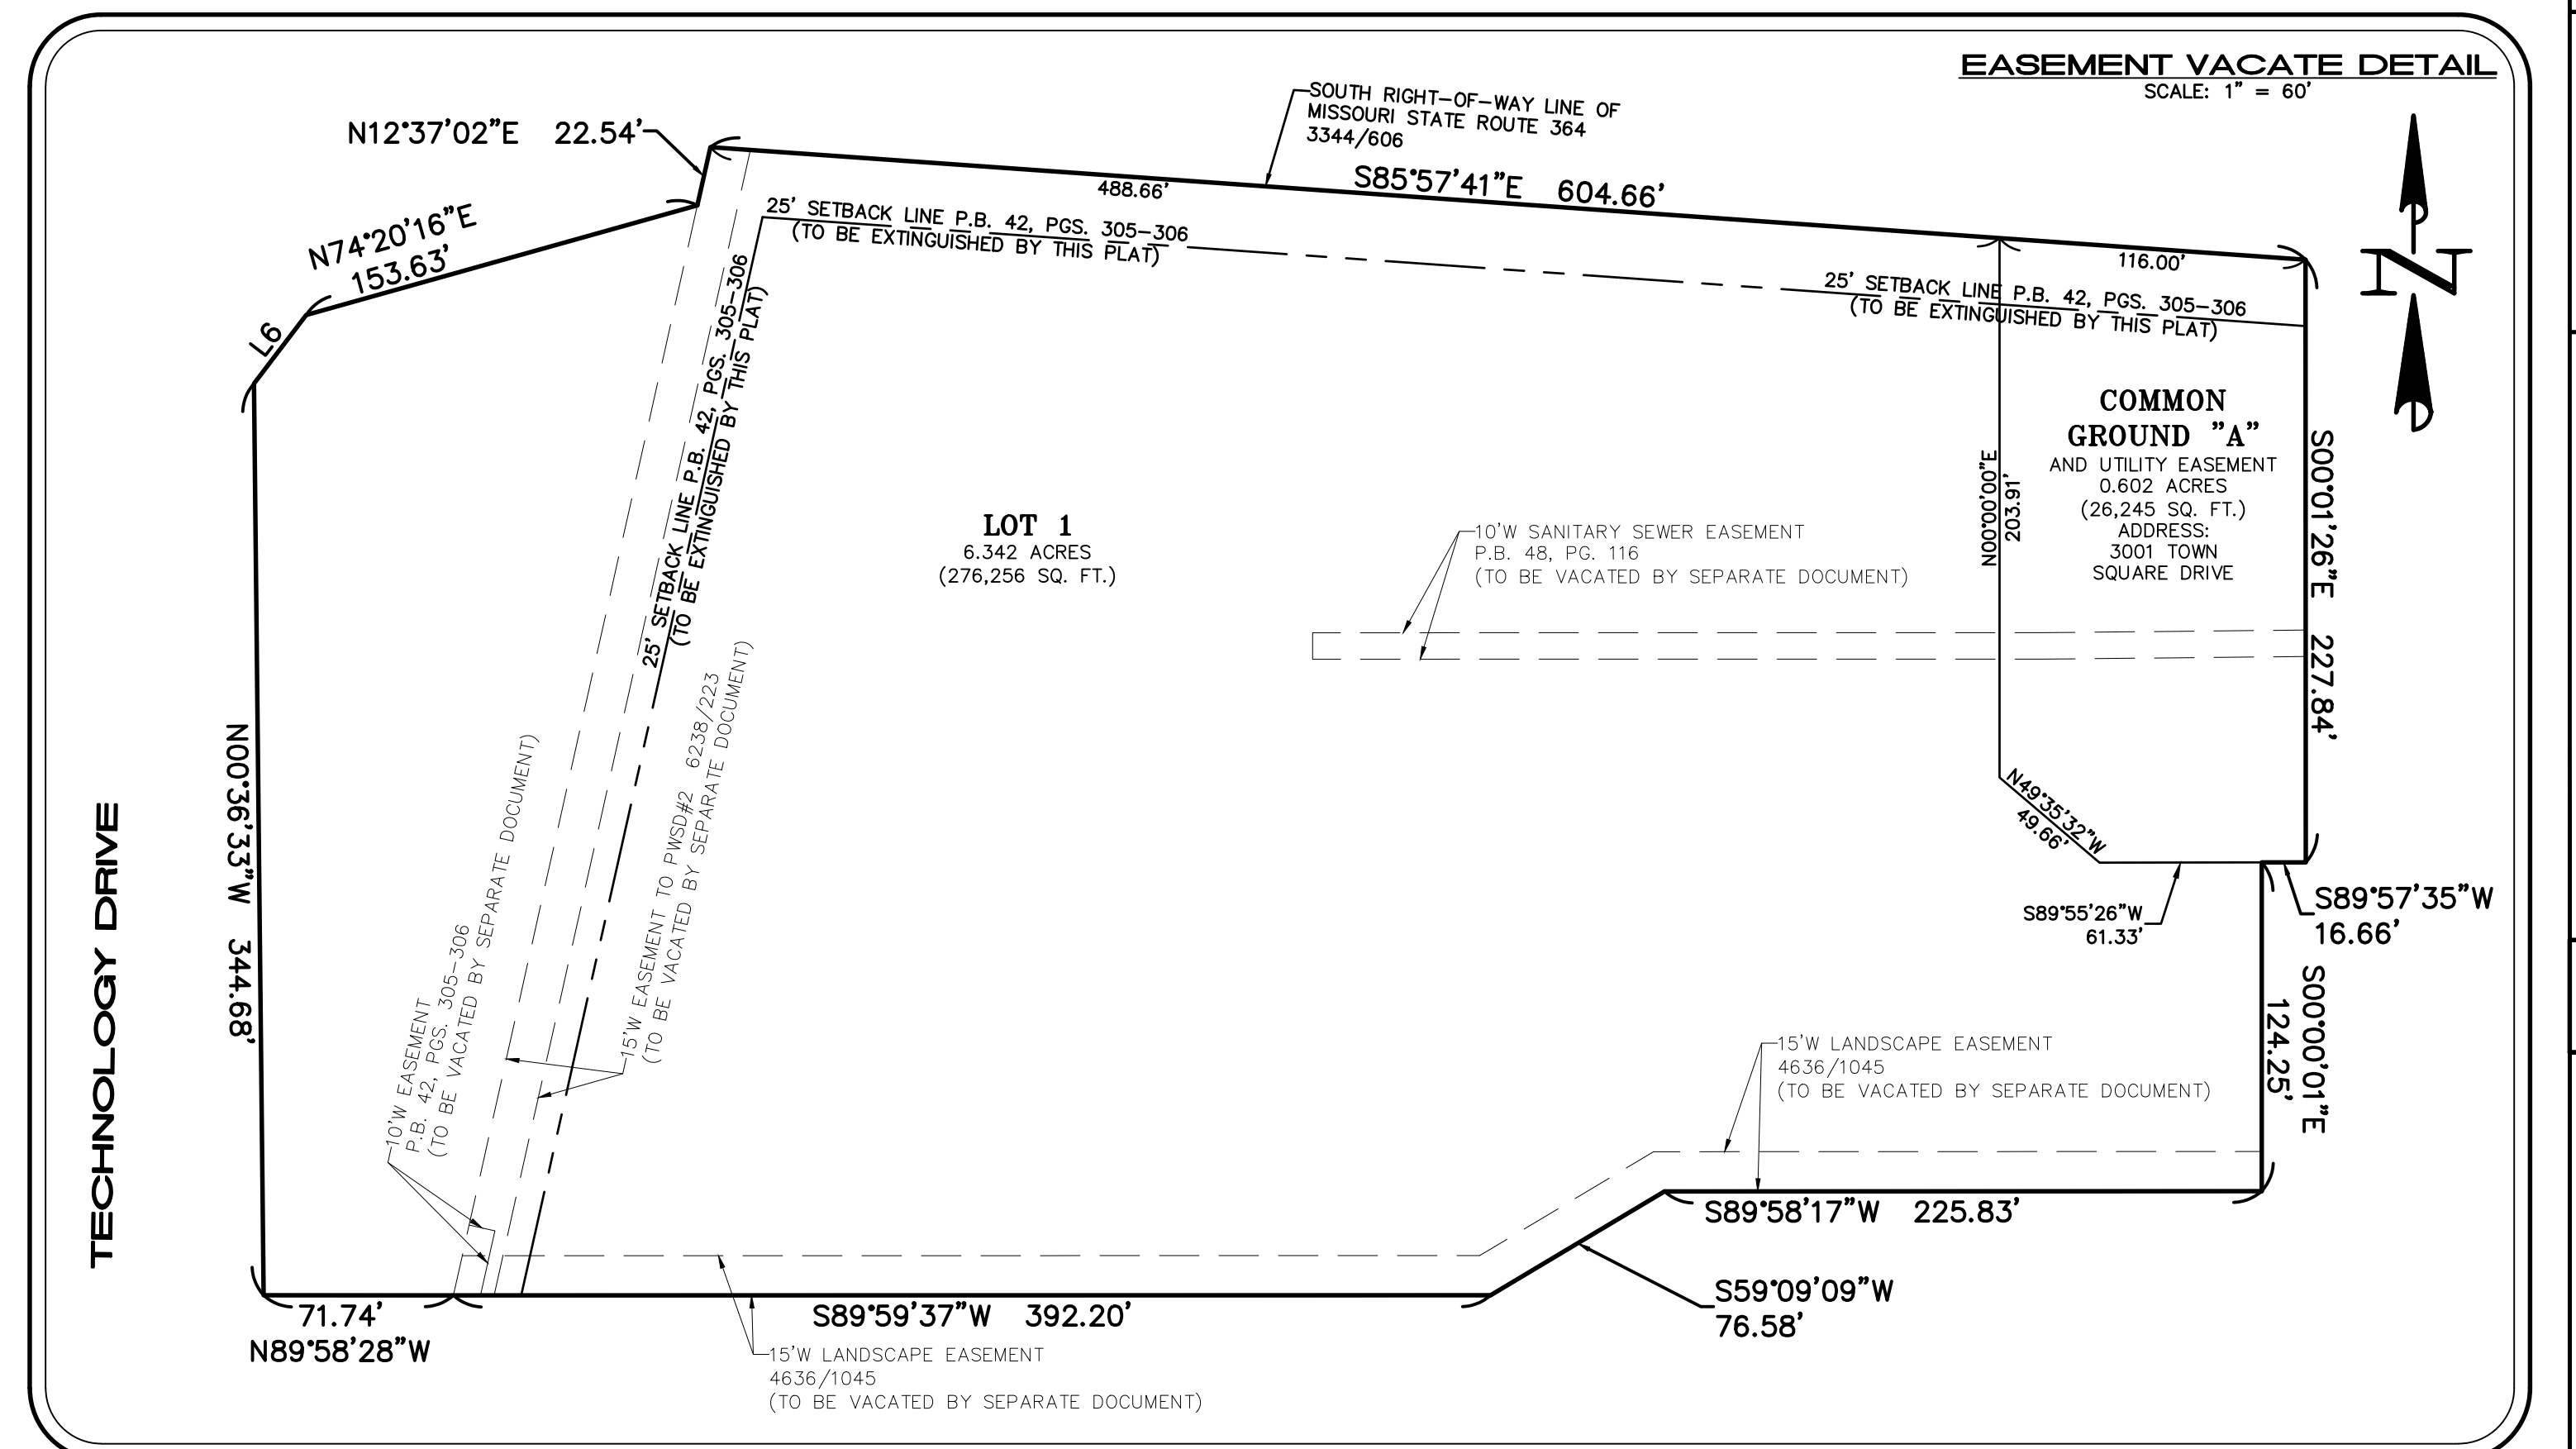 EASEMENT VACATE DETAIL
SCALE: 1" = 60'
SOUTH RIGHT-OF-WAY LINE OF
MISSOURI STATE ROUTE 364
3344/606
N12°37'02"E 22.54'
S85°57'41"E 604.66'
488.66'
116.00'
N74°20'16"E
153.63'
L6
25' SETBACK LINE P.B. 42, PGS. 305-306
(TO BE EXTINGUISHED BY THIS PLAT)
25' SETBACK LINE P.B. 42, PGS. 305-306
(TO BE EXTINGUISHED BY THIS PLAT)
25' SETBACK LINE P.B. 42, PGS. 305-306
(TO BE EXTINGUISHED BY THIS PLAT)
N
COMMON
GROUND "A"
AND UTILITY EASEMENT
0.602 ACRES
(26,245 SQ. FT.)
ADDRESS:
3001 TOWN
SQUARE DRIVE
N00°00'00"E
203.91'
S00°01'26"E 227.84'
LOT 1
6.342 ACRES
(276,256 SQ. FT.)
10'W SANITARY SEWER EASEMENT
P.B. 48, PG. 116
(TO BE VACATED BY SEPARATE DOCUMENT)
15'W EASEMENT TO PWSD#2 6238/223
(TO BE VACATED BY SEPARATE DOCUMENT)
10'W EASEMENT
P.B. 42, PGS. 305-306
(TO BE VACATED BY SEPARATE DOCUMENT)
N00°36'33"W 344.68'
TECHNOLOGY DRIVE
N49°35'32"W
49.66'
S89°55'26"W
61.33'
S89°57'35"W
16.66'
S00°00'01"E
124.25'
15'W LANDSCAPE EASEMENT
4636/1045
(TO BE VACATED BY SEPARATE DOCUMENT)
S89°58'17"W 225.83'
S59°09'09"W
76.58'
S89°59'37"W 392.20'
71.74'
N89°58'28"W
15'W LANDSCAPE EASEMENT
4636/1045
(TO BE VACATED BY SEPARATE DOCUMENT)